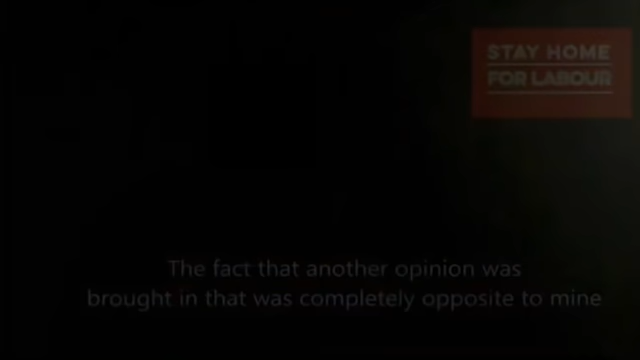 STAY HOME
FOR LABOUR
The fact that another opinion was
brought in that was completely opposite to mine